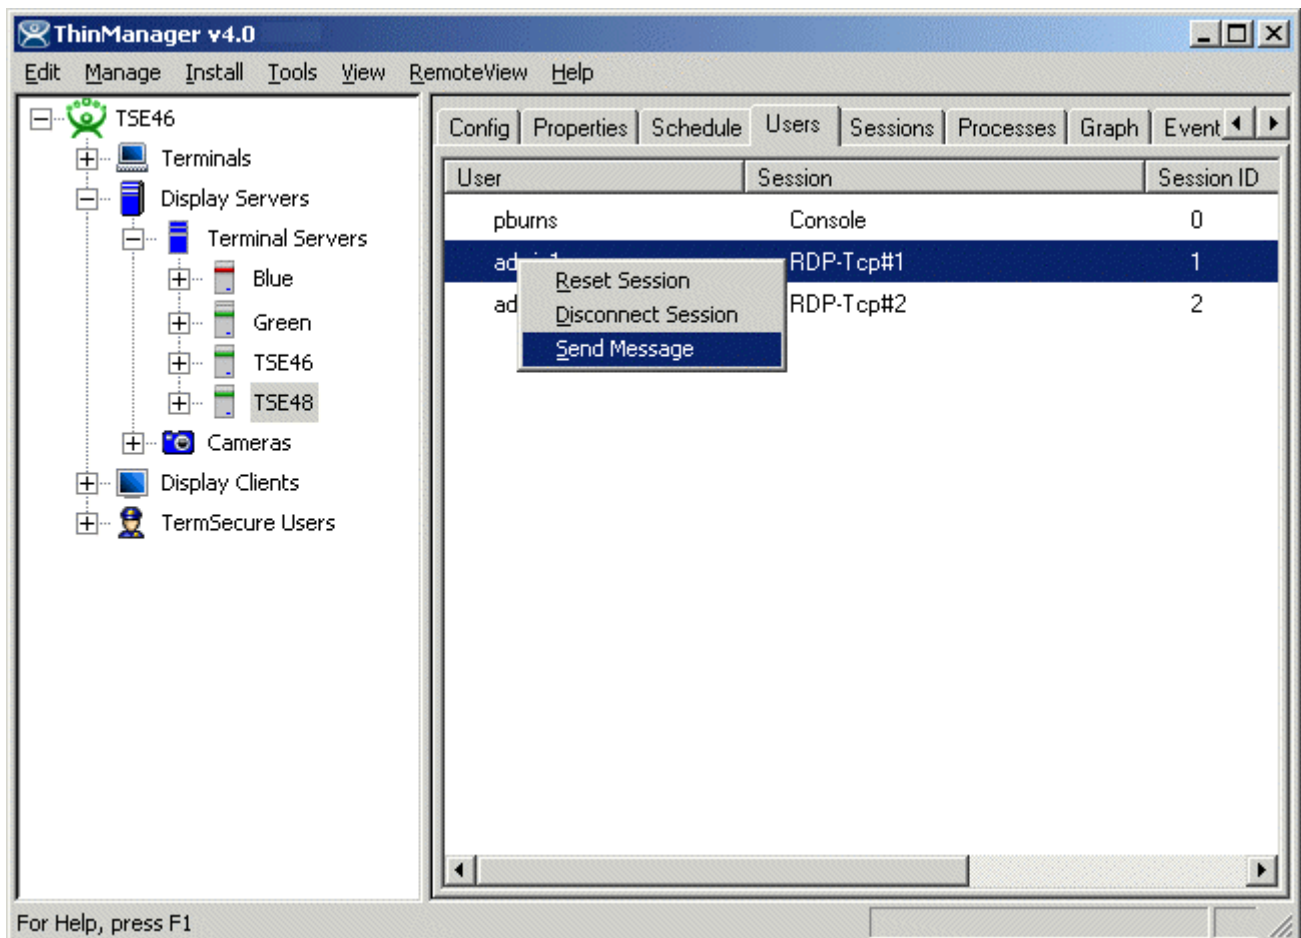 ThinManager v4.0
Edit Manage Install Tools View RemoteView Help
TSE46
Terminals
Display Servers
Terminal Servers
Blue
Green
TSE46
TSE48
Cameras
Display Clients
TermSecure Users
Config Properties Schedule Users Sessions Processes Graph Event
User Session Session ID
pburns Console 0
RDP-Tcp#1 1
RDP-Tcp#2 2
Reset Session
Disconnect Session
Send Message
For Help, press F1